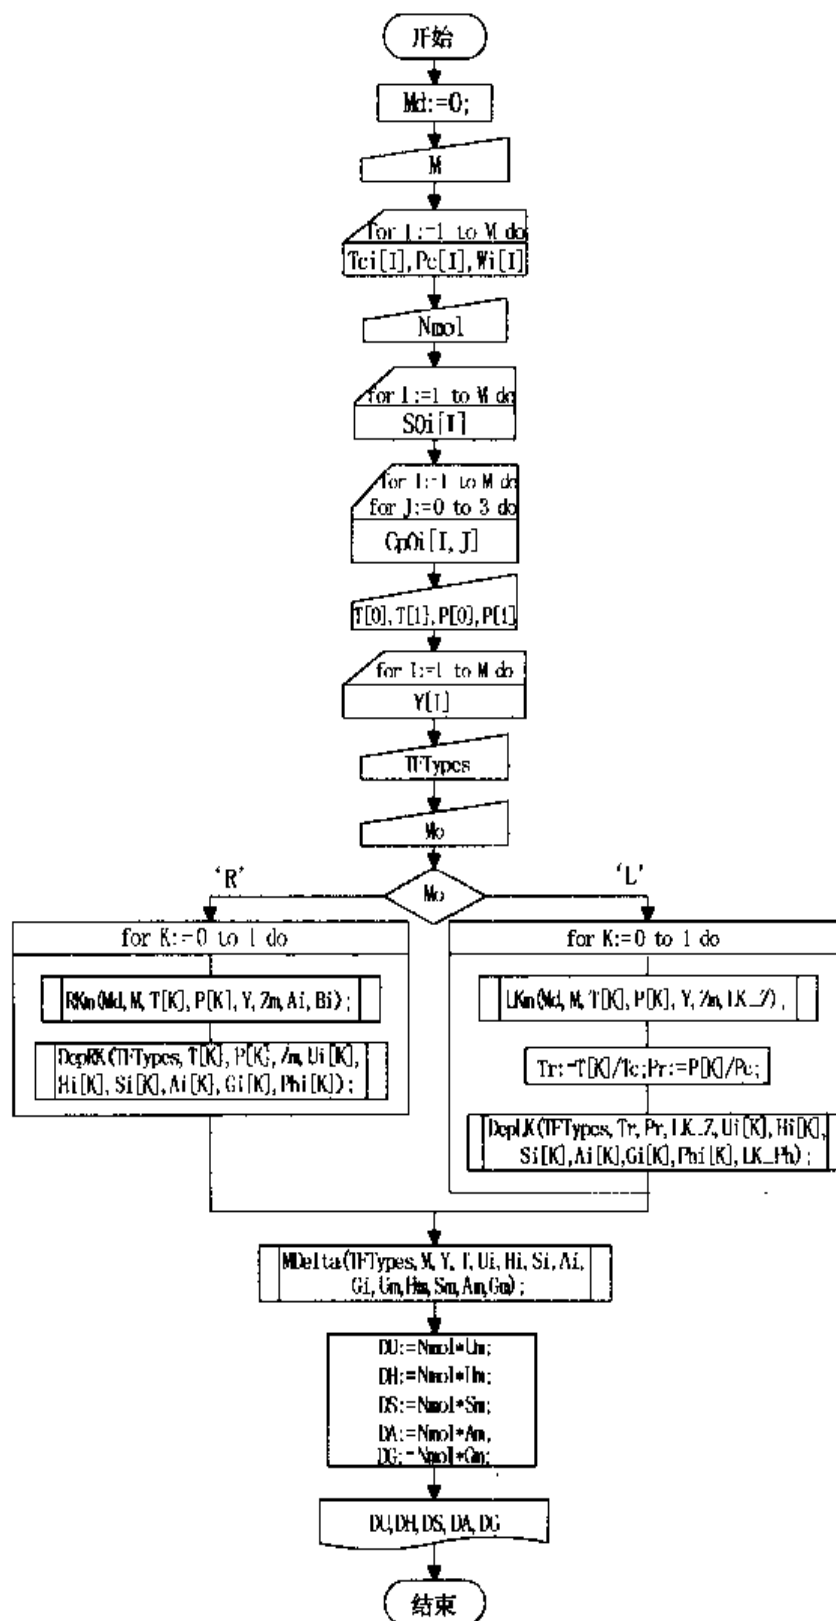 开始
Md:=0;
M
for I:=1 to M do
Tci[I],Pc[I],Wi[I]
Nmol
for I:=1 to M do
S0i[I]
for I:=1 to M do
for J:=0 to 3 do
Cp0i[I,J]
T[0],T[1],P[0],P[1]
for I:=1 to M do
Y[I]
TFTypes
Mo
Mo
‘R’
‘L’
for K:=0 to 1 do
RKm(Md,M,T[K],P[K],Y,Zm,Ai,Bi);
DepRK(TFTypes,T[K],P[K],Zm,Ui[K],
Hi[K],Si[K],Ai[K],Gi[K],Phi[K]);
for K:=0 to 1 do
LKm(Md,M,T[K],P[K],Y,Zm,LK_Z);
Tr:=T[K]/Tc;Pr:=P[K]/Pc;
DepLK(TFTypes,Tr,Pr,LK_Z,Ui[K],Hi[K],
Si[K],Ai[K],Gi[K],Phi[K],LK_Ph);
MDelta(TFTypes,M,Y,T,Ui,Hi,Si,Ai,
Gi,Um,Hm,Sm,Am,Gm);
DU:=Nmol*Um;
DH:=Nmol*Hm;
DS:=Nmol*Sm;
DA:=Nmol*Am;
DG:=Nmol*Gm;
DU,DH,DS,DA,DG
结束